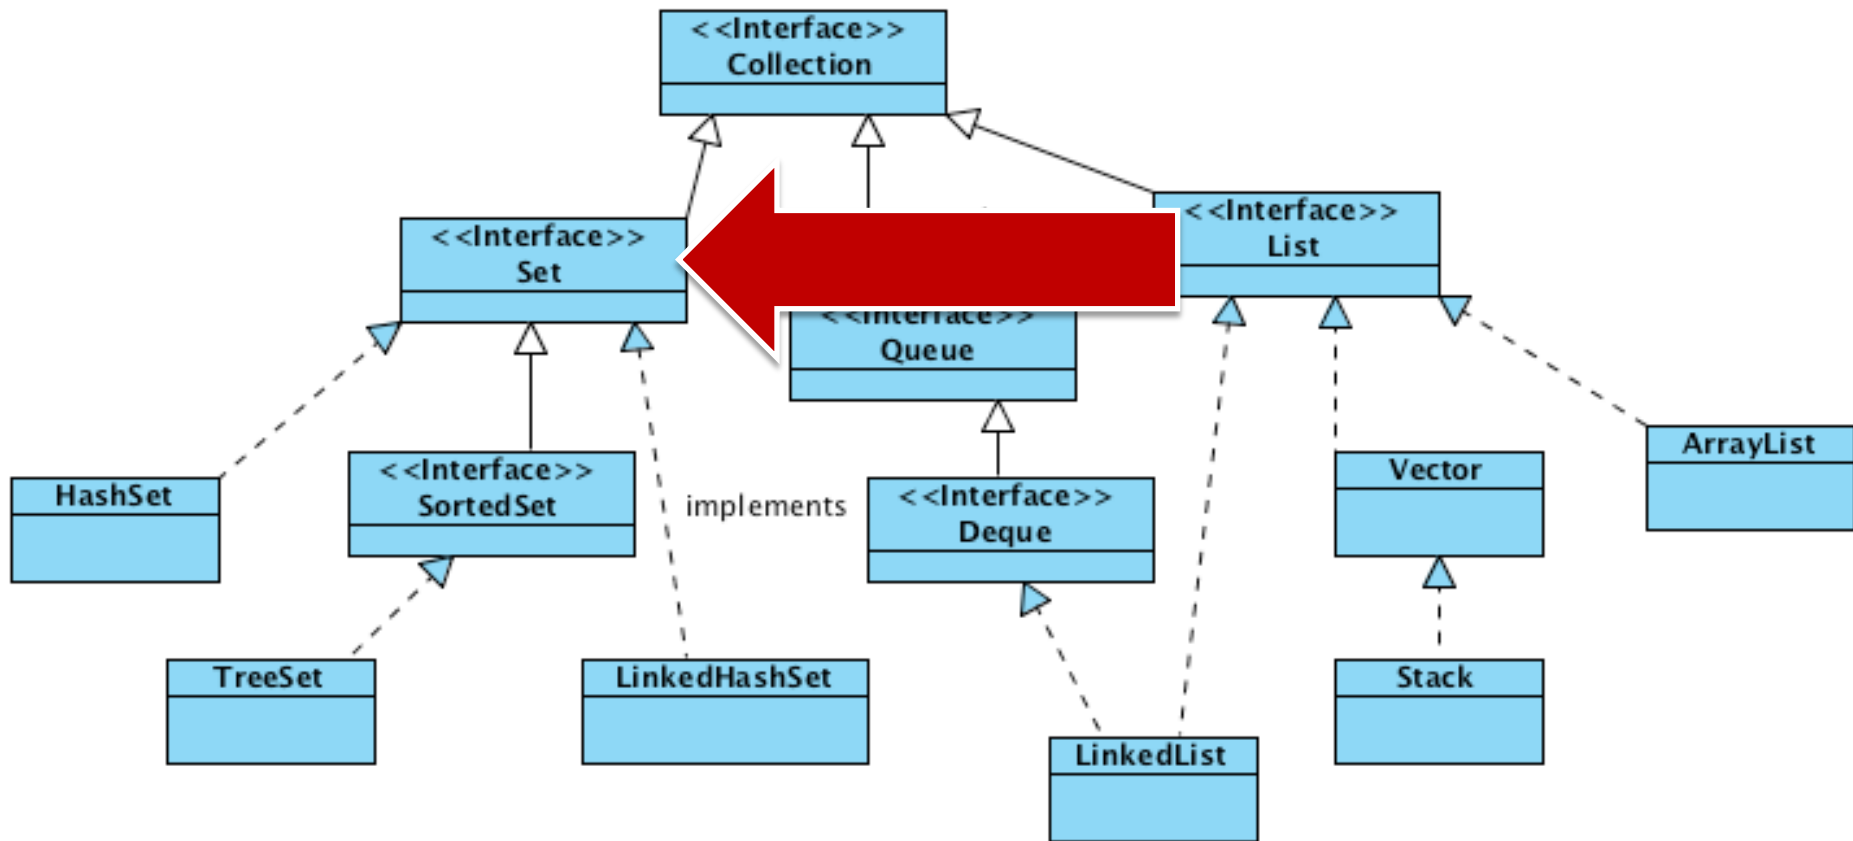 <<Interface>>
Collection
<<Interface>>
Set
<<Interface>>
List
<<Interface>>
Queue
HashSet
<<Interface>>
SortedSet
implements
<<Interface>>
Deque
Vector
ArrayList
TreeSet
LinkedHashSet
LinkedList
Stack